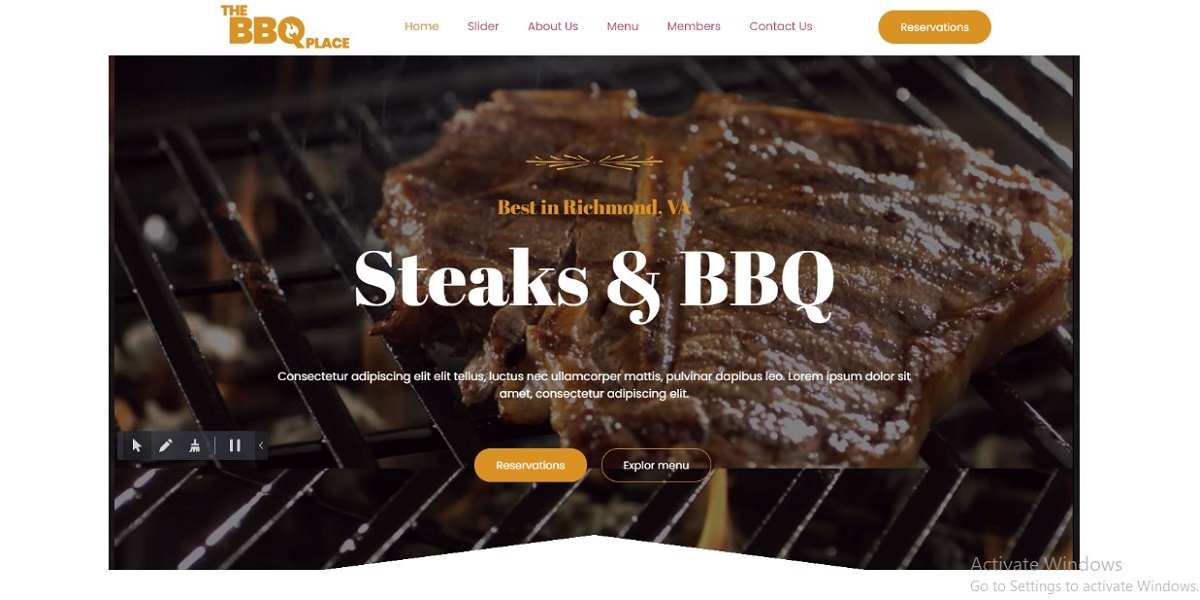 THE
BBQ
PLACE
Home Slider About Us Menu Members Contact Us Reservations
Best in Richmond, VA
Steaks & BBQ
Consectetur adipiscing elit elit tellus, luctus nec ullamcorper mattis, pulvinar dapibus leo. Lorem ipsum dolor sit
amet, consectetur adipiscing elit.
Reservations Explor menu
Activate Windows
Go to Settings to activate Windows.